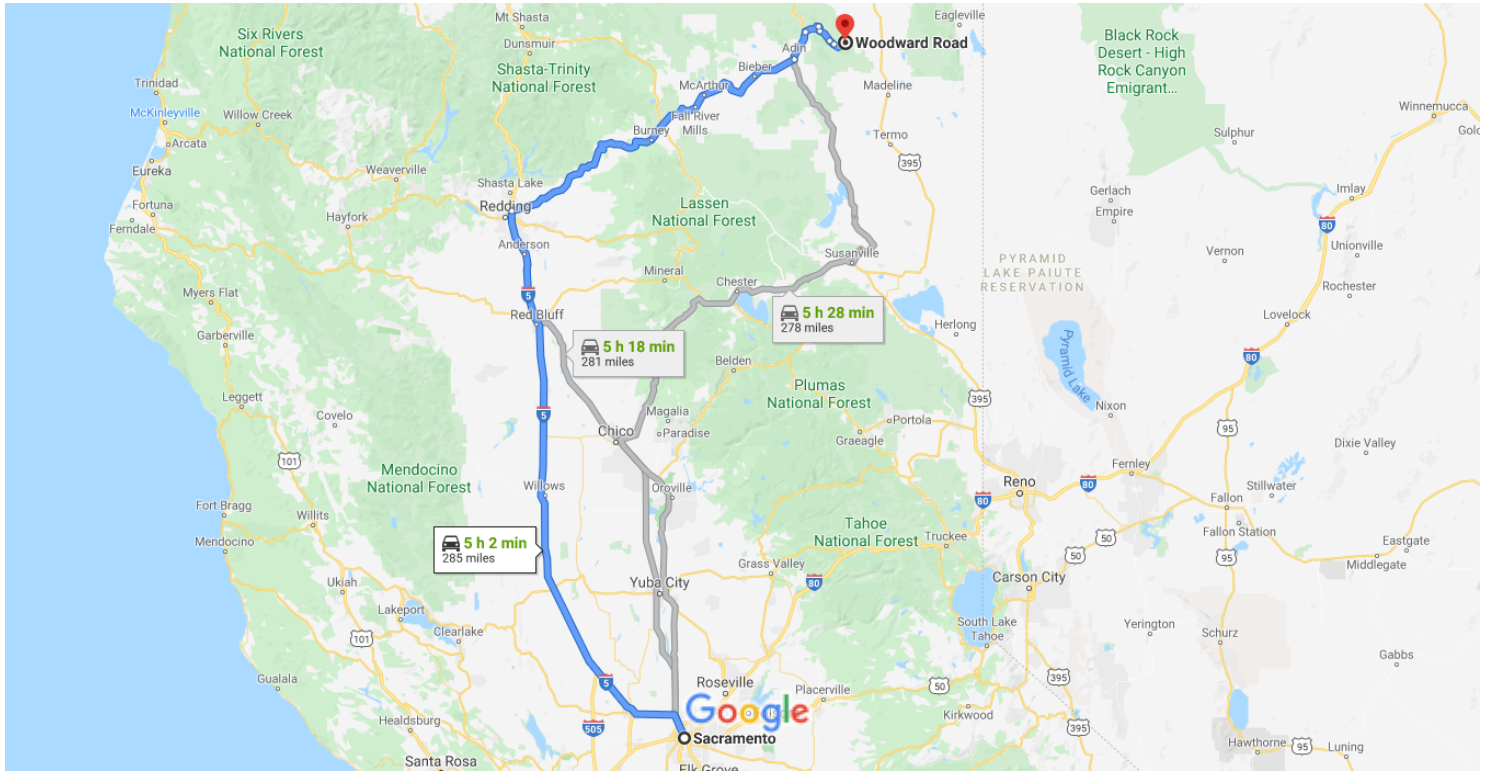 Mt Shasta
Eagleville
Six Rivers
National Forest
Dunsmuir
Woodward Road
Black Rock
Desert - High
Rock Canyon
Emigrant...
Adin
Shasta-Trinity
National Forest
Bieber
Trinidad
McArthur
Madeline
Winnemucca
McKinleyville
Willow Creek
Fall River
Mills
Burney
Termo
Sulphur
Arcata
395
Eureka
Weaverville
Shasta Lake
Gerlach
Imlay
Fortuna
Redding
Lassen
National Forest
Empire
80
Ferndale
Hayfork
Anderson
Susanville
Vernon
Unionville
PYRAMID
LAKE PAIUTE
RESERVATION
Mineral
Chester
Rochester
Myers Flat
5
5 h 28 min
278 miles
Red Bluff
Herlong
Lovelock
Garberville
5 h 18 min
281 miles
Pyramid Lake
80
Belden
Plumas
National Forest
Leggett
395
Nixon
Covelo
5
Magalia
Paradise
Portola
95
Chico
Graeagle
Dixie Valley
101
Mendocino
National Forest
Fernley
Reno
80
Stillwater
Willows
Oroville
80
Fallon
Fort Bragg
Willits
Tahoe
National Forest
Fallon Station
Mendocino
5 h 2 min
285 miles
Truckee
50
Eastgate
50
95
Middlegate
Grass Valley
Ukiah
Yuba City
80
Carson City
Lakeport
101
Clearlake
South Lake
Tahoe
Yerington
Schurz
Gabbs
Gualala
5
Roseville
Placerville
50
395
95
Google
Kirkwood
Healdsburg
505
Sacramento
395
Hawthorne
95
Luning
Santa Rosa
Elk Grove